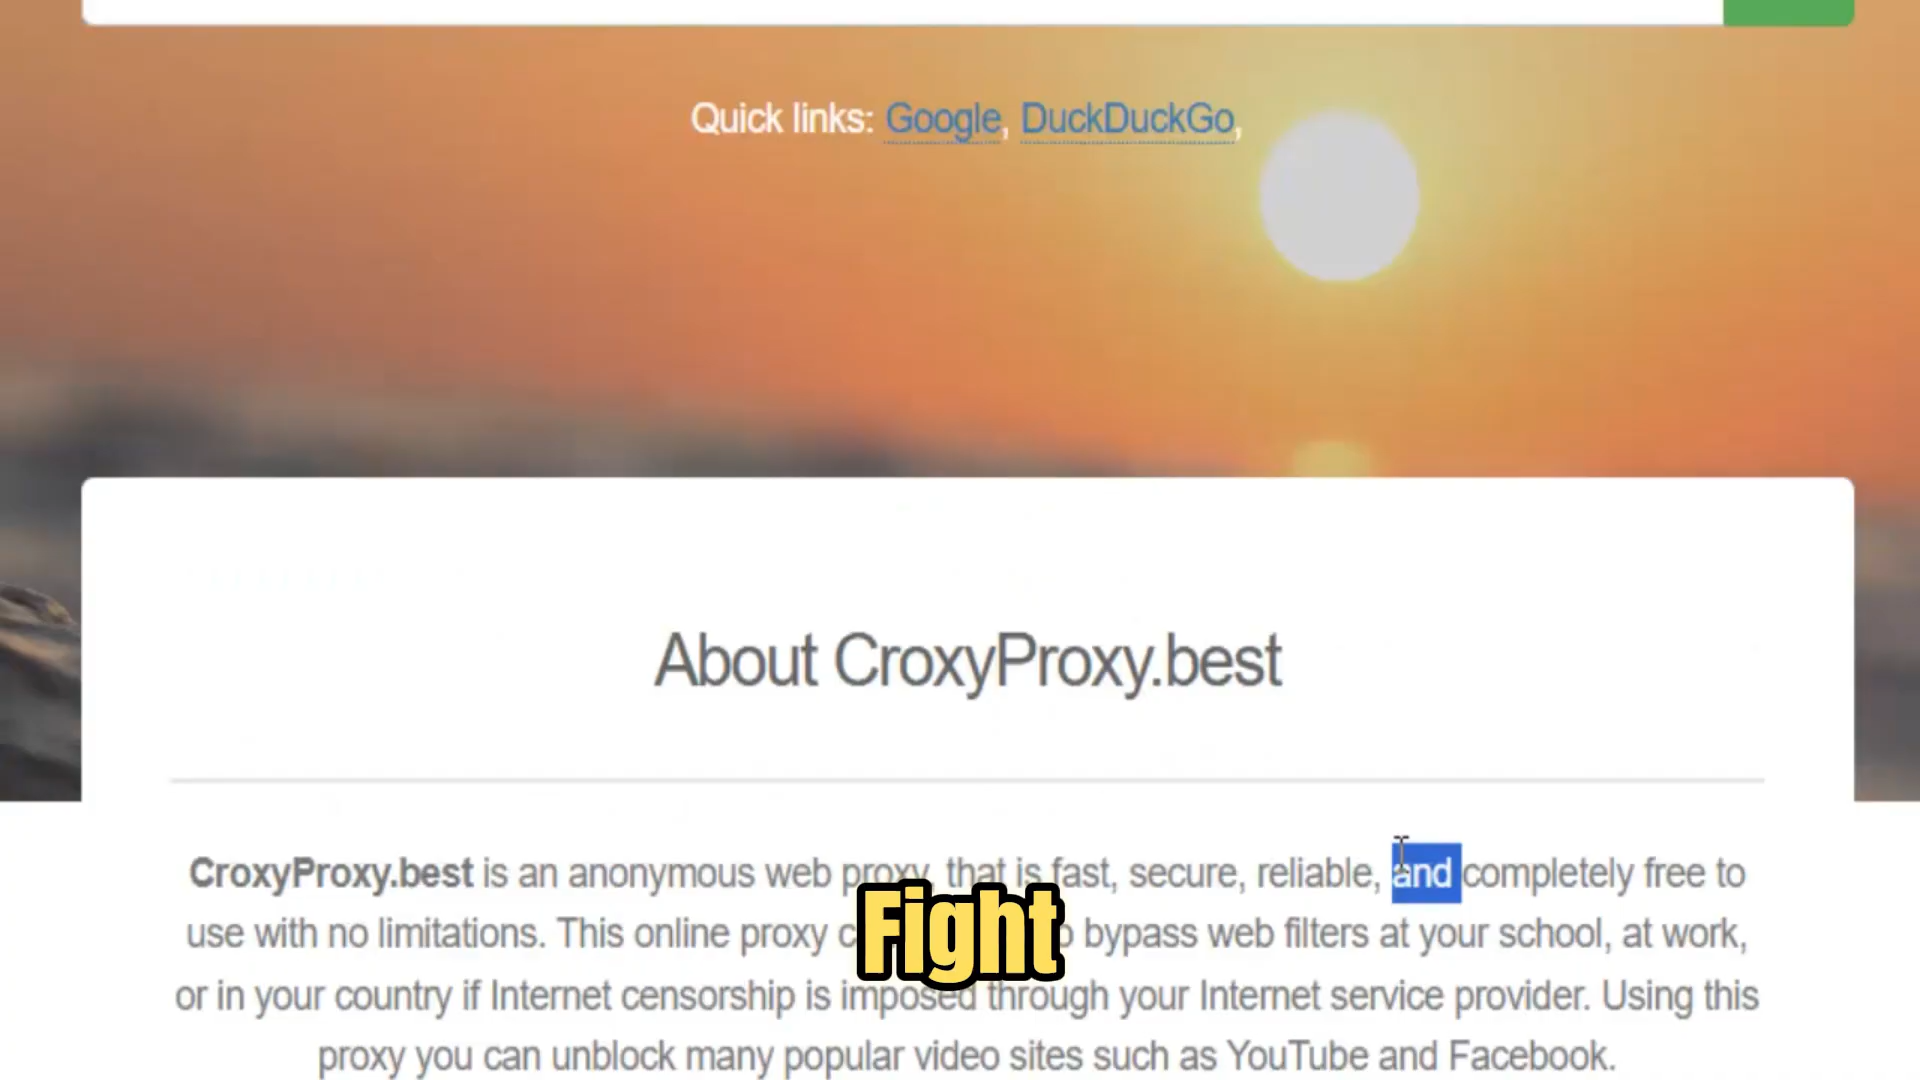 Quick links: Google, DuckDuckGo,
About CroxyProxy.best
CroxyProxy.best is an anonymous web proxy, that is fast, secure, reliable, and completely free to
use with no limitations. This online proxy bypass web filters at your school, at work,
or in your country if Internet censorship is imposed through your Internet service provider. Using this
proxy you can unblock many popular video sites such as YouTube and Facebook.
Fight